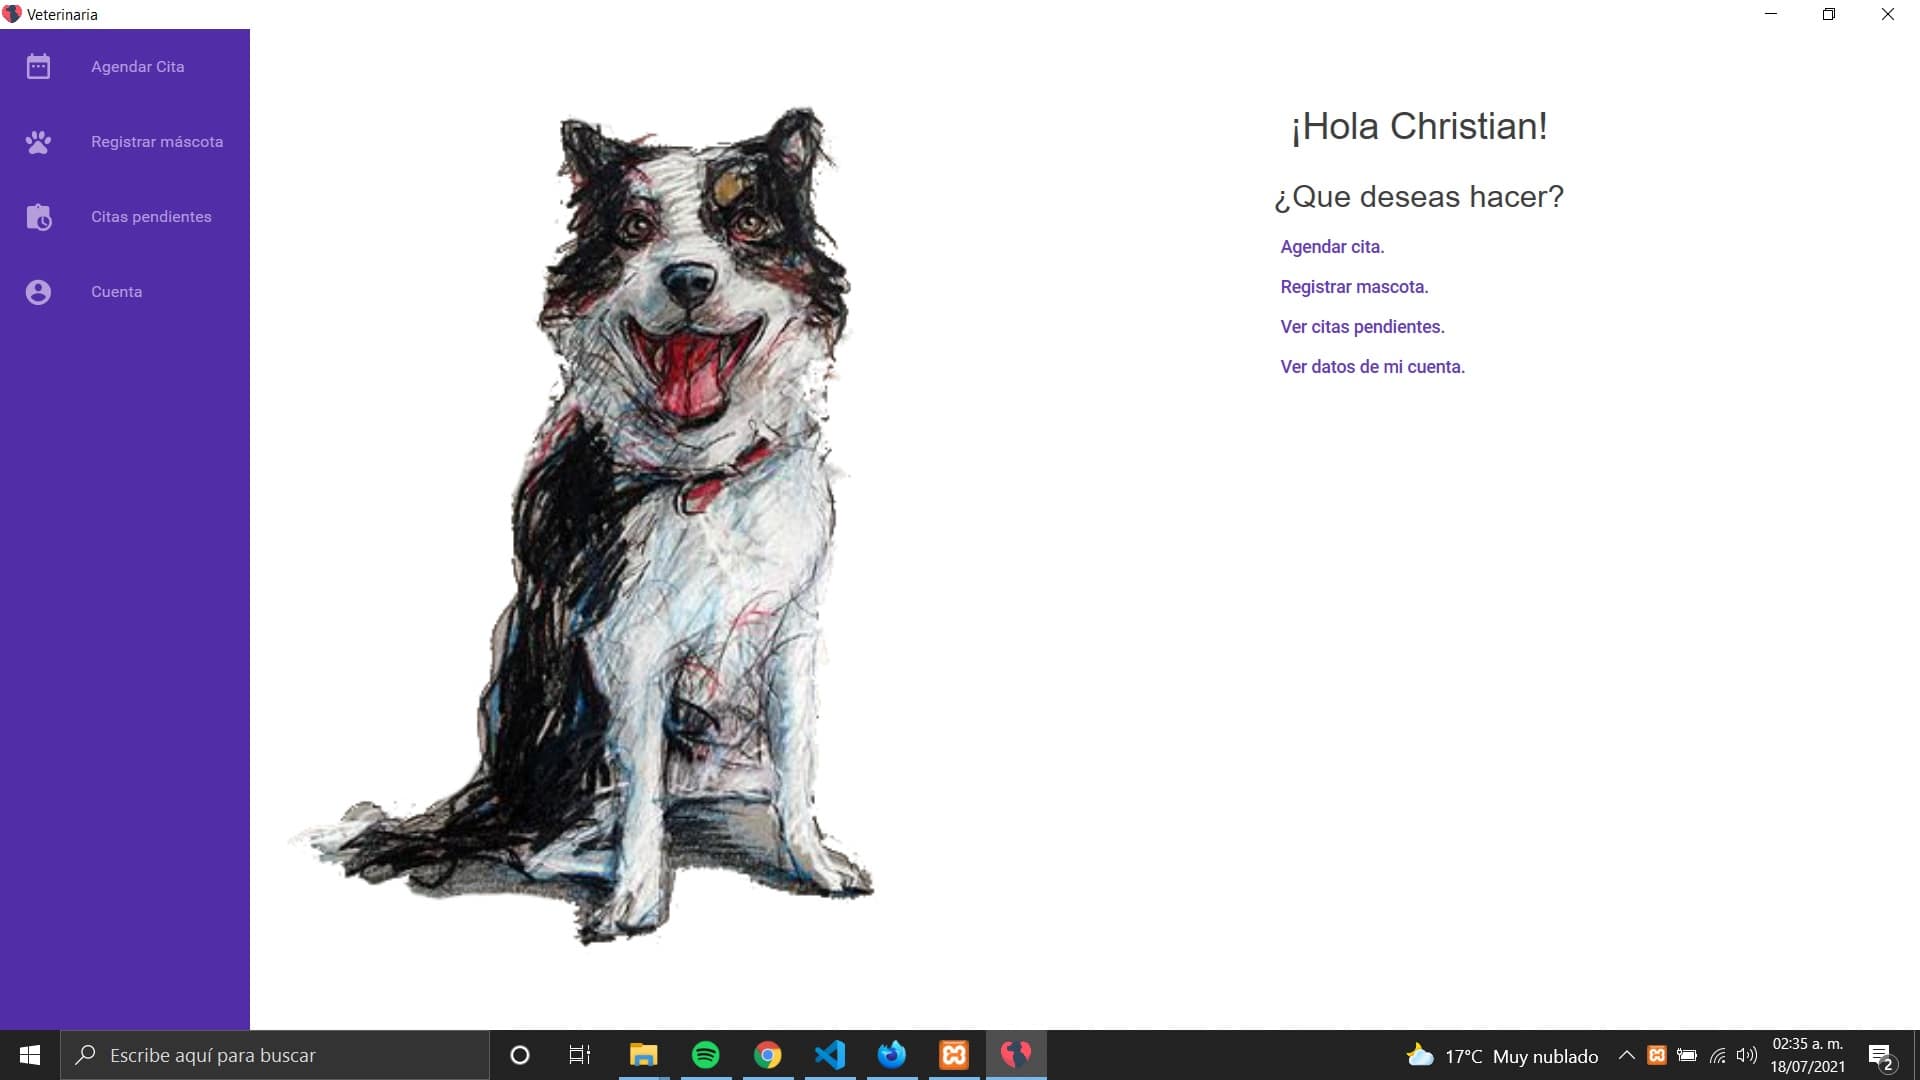 Veterinaria
Agendar Cita
Registrar máscota
Citas pendientes
Cuenta
¡Hola Christian!
¿Que deseas hacer?
Agendar cita.
Registrar mascota.
Ver citas pendientes.
Ver datos de mi cuenta.
Escribe aquí para buscar
17°C Muy nublado
02:35 a. m.
18/07/2021
2